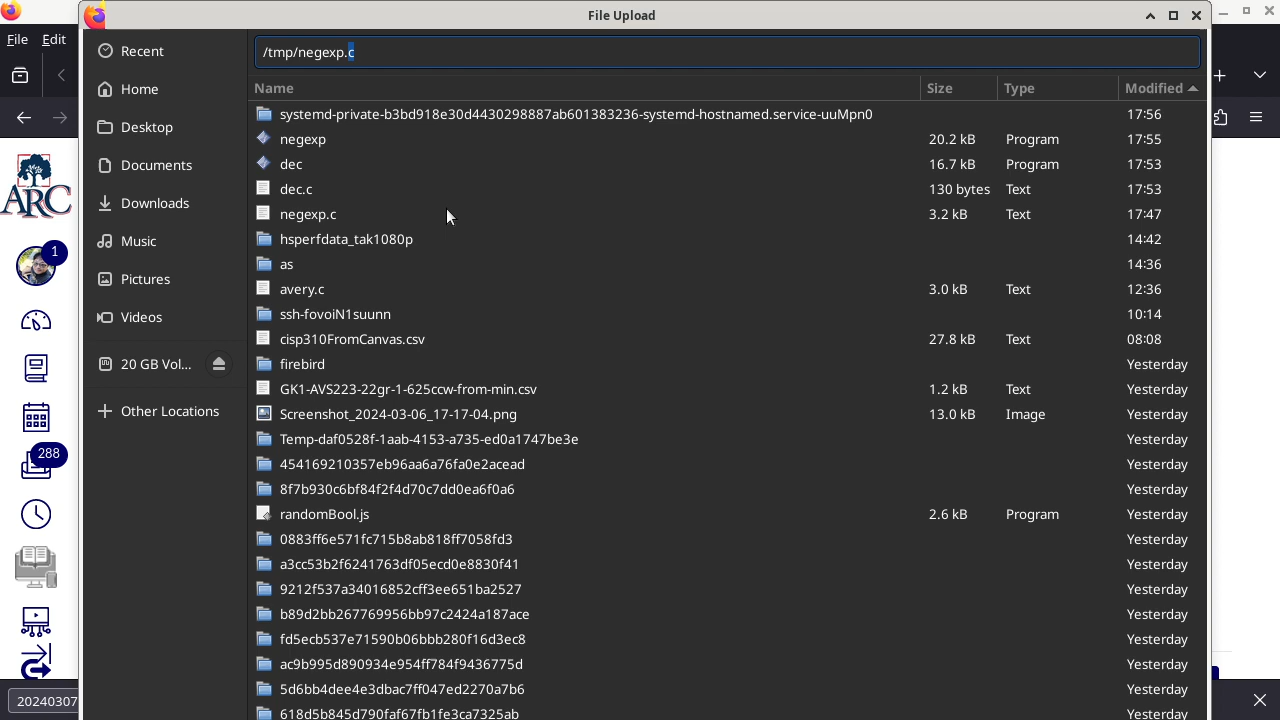 File Upload
File Edit
Recent
Home
Desktop
Documents
Downloads
Music
Pictures
Videos
20 GB Vol...
Other Locations
/tmp/negexp.c
Name Size Type Modified
systemd-private-b3bd918e30d4430298887ab601383236-systemd-hostnamed.service-uuMpn0 17:56
negexp 20.2 kB Program 17:55
dec 16.7 kB Program 17:53
dec.c 130 bytes Text 17:53
negexp.c 3.2 kB Text 17:47
hsperfdata_tak1080p 14:42
as 14:36
avery.c 3.0 kB Text 12:36
ssh-fovoiN1suunn 10:14
cisp310FromCanvas.csv 27.8 kB Text 08:08
firebird Yesterday
GK1-AVS223-22gr-1-625ccw-from-min.csv 1.2 kB Text Yesterday
Screenshot_2024-03-06_17-17-04.png 13.0 kB Image Yesterday
Temp-daf0528f-1aab-4153-a735-ed0a1747be3e Yesterday
454169210357eb96aa6a76fa0e2acead Yesterday
8f7b930c6bf84f2f4d70c7dd0ea6f0a6 Yesterday
randomBool.js 2.6 kB Program Yesterday
0883ff6e571fc715b8ab818ff7058fd3 Yesterday
a3cc53b2f6241763df05ecd0e8830f41 Yesterday
9212f537a34016852cff3ee651ba2527 Yesterday
b89d2bb267769956bb97c2424a187ace Yesterday
fd5ecb537e71590b06bbb280f16d3ec8 Yesterday
ac9b995d890934e954ff784f9436775d Yesterday
5d6bb4dee4e3dbac7ff047ed2270a7b6 Yesterday
618d5b845d790faf67fb1fe3ca7325ab Yesterday
ARC
1
288
20240307